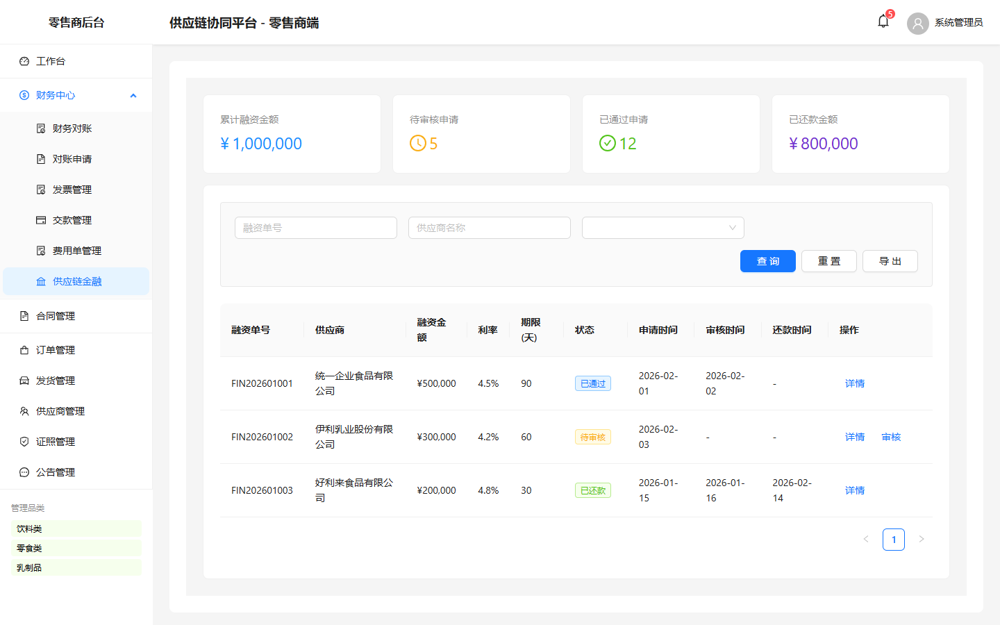 零售商后台
供应链协同平台 - 零售商端
5
系统管理员
工作台
财务中心
财务对账
对账申请
发票管理
交款管理
费用单管理
供应链金融
合同管理
订单管理
发货管理
供应商管理
证照管理
公告管理
管理品类
饮料类
零食类
乳制品
累计融资金额
¥ 1,000,000
待审核申请
5
已通过申请
12
已还款金额
¥ 800,000
融资单号
供应商名称
查 询
重 置
导 出
融资单号 供应商 融资金额 利率 期限(天) 状态 申请时间 审核时间 还款时间 操作
FIN202601001 统一企业食品有限公司 ¥500,000 4.5% 90 已通过 2026-02-01 2026-02-02 - 详情
FIN202601002 伊利乳业股份有限公司 ¥300,000 4.2% 60 待审核 2026-02-03 - - 详情 审核
FIN202601003 好利来食品有限公司 ¥200,000 4.8% 30 已还款 2026-01-15 2026-01-16 2026-02-14 详情
1